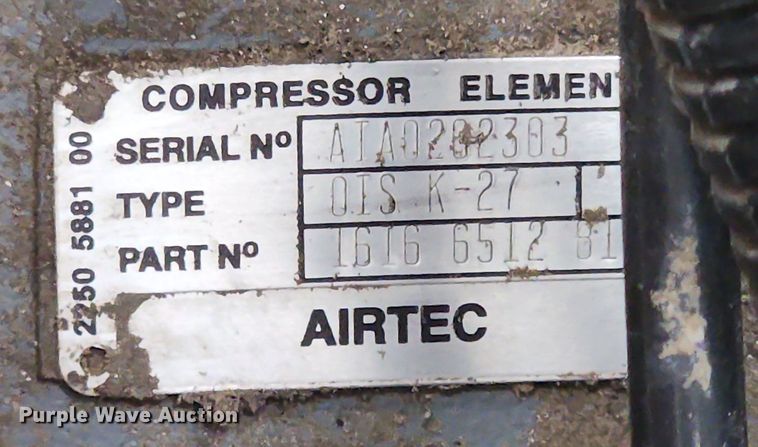 COMPRESSOR ELEMEN
SERIAL Nº AIA0202303
TYPE OIS K-27
PART Nº 1616 6512 81
AIRTEC
2250 5881 00
Purple Wave Auction